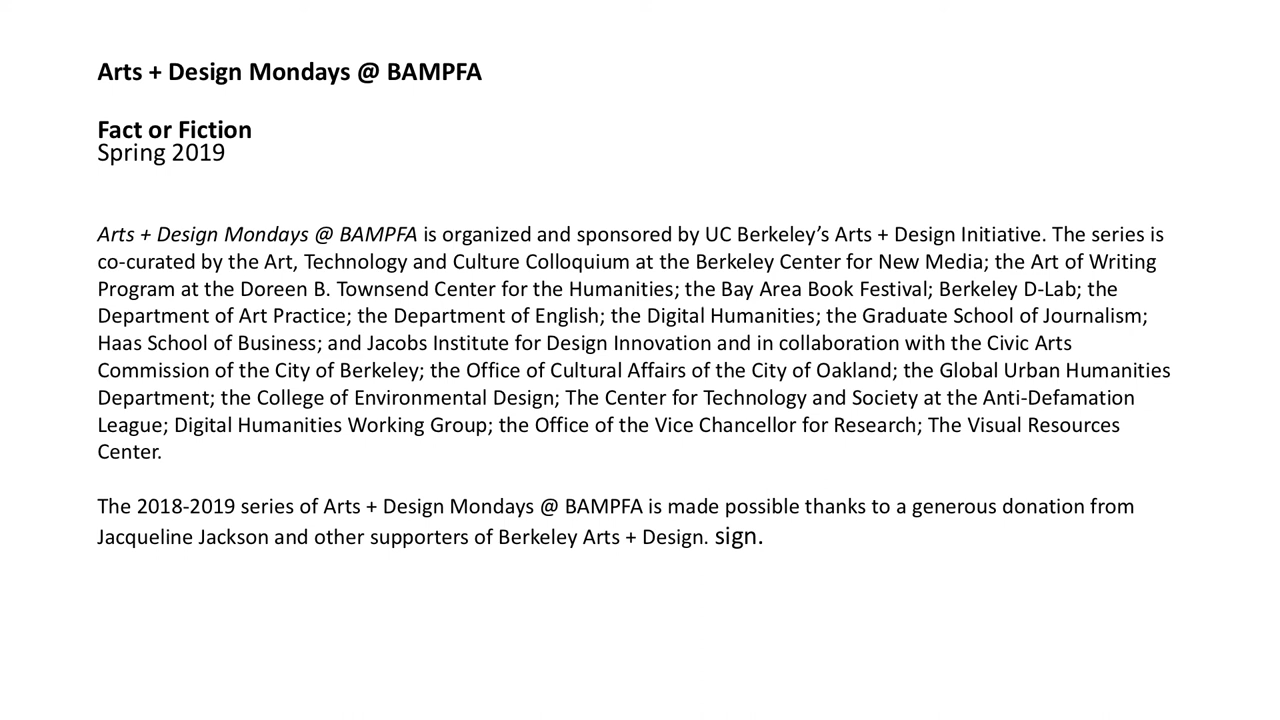 Arts + Design Mondays @ BAMPFA
Fact or Fiction
Spring 2019
Arts + Design Mondays @ BAMPFA is organized and sponsored by UC Berkeley’s Arts + Design Initiative. The series is
co-curated by the Art, Technology and Culture Colloquium at the Berkeley Center for New Media; the Art of Writing
Program at the Doreen B. Townsend Center for the Humanities; the Bay Area Book Festival; Berkeley D-Lab; the
Department of Art Practice; the Department of English; the Digital Humanities; the Graduate School of Journalism;
Haas School of Business; and Jacobs Institute for Design Innovation and in collaboration with the Civic Arts
Commission of the City of Berkeley; the Office of Cultural Affairs of the City of Oakland; the Global Urban Humanities
Department; the College of Environmental Design; The Center for Technology and Society at the Anti-Defamation
League; Digital Humanities Working Group; the Office of the Vice Chancellor for Research; The Visual Resources
Center.
The 2018-2019 series of Arts + Design Mondays @ BAMPFA is made possible thanks to a generous donation from
Jacqueline Jackson and other supporters of Berkeley Arts + Design. sign.